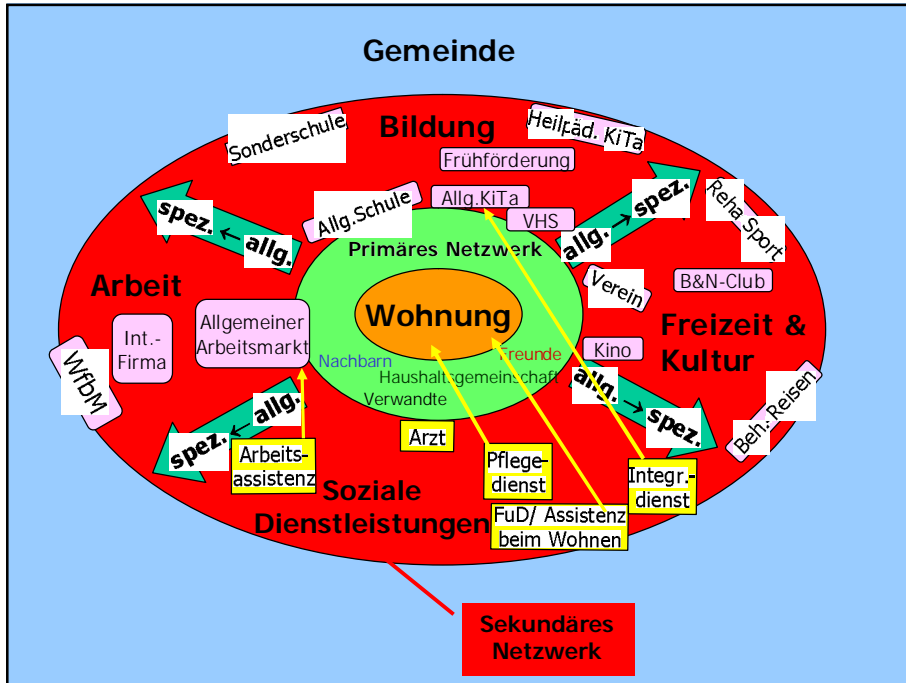 Gemeinde
Bildung
Sonderschule
Heilpäd. KiTa
Frühförderung
Allg.Schule
Allg.KiTa
VHS
Reha Sport
spez. ← allg.
allg. → spez.
Primäres Netzwerk
Arbeit
Verein
B&N-Club
Wohnung
Allgemeiner
Arbeitsmarkt
Int.-
Firma
WfbM
Freizeit &
Kultur
Kino
Nachbarn
Freunde
Haushaltsgemeinschaft
Verwandte
spez. ← allg.
allg. → spez.
Beh.-Reisen
Arzt
Arbeits-
assistenz
Pflege-
dienst
Integr.-
dienst
Soziale
Dienstleistungen
FuD/ Assistenz
beim Wohnen
Sekundäres
Netzwerk